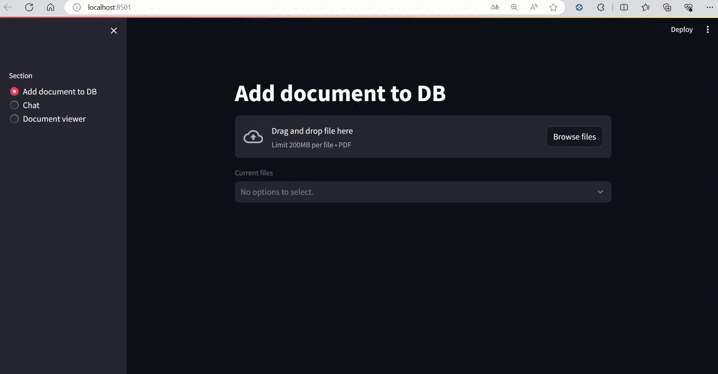 localhost:8501
Deploy
Section
Add document to DB
Chat
Document viewer
Add document to DB
Drag and drop file here
Limit 200MB per file • PDF
Browse files
Current files
No options to select.